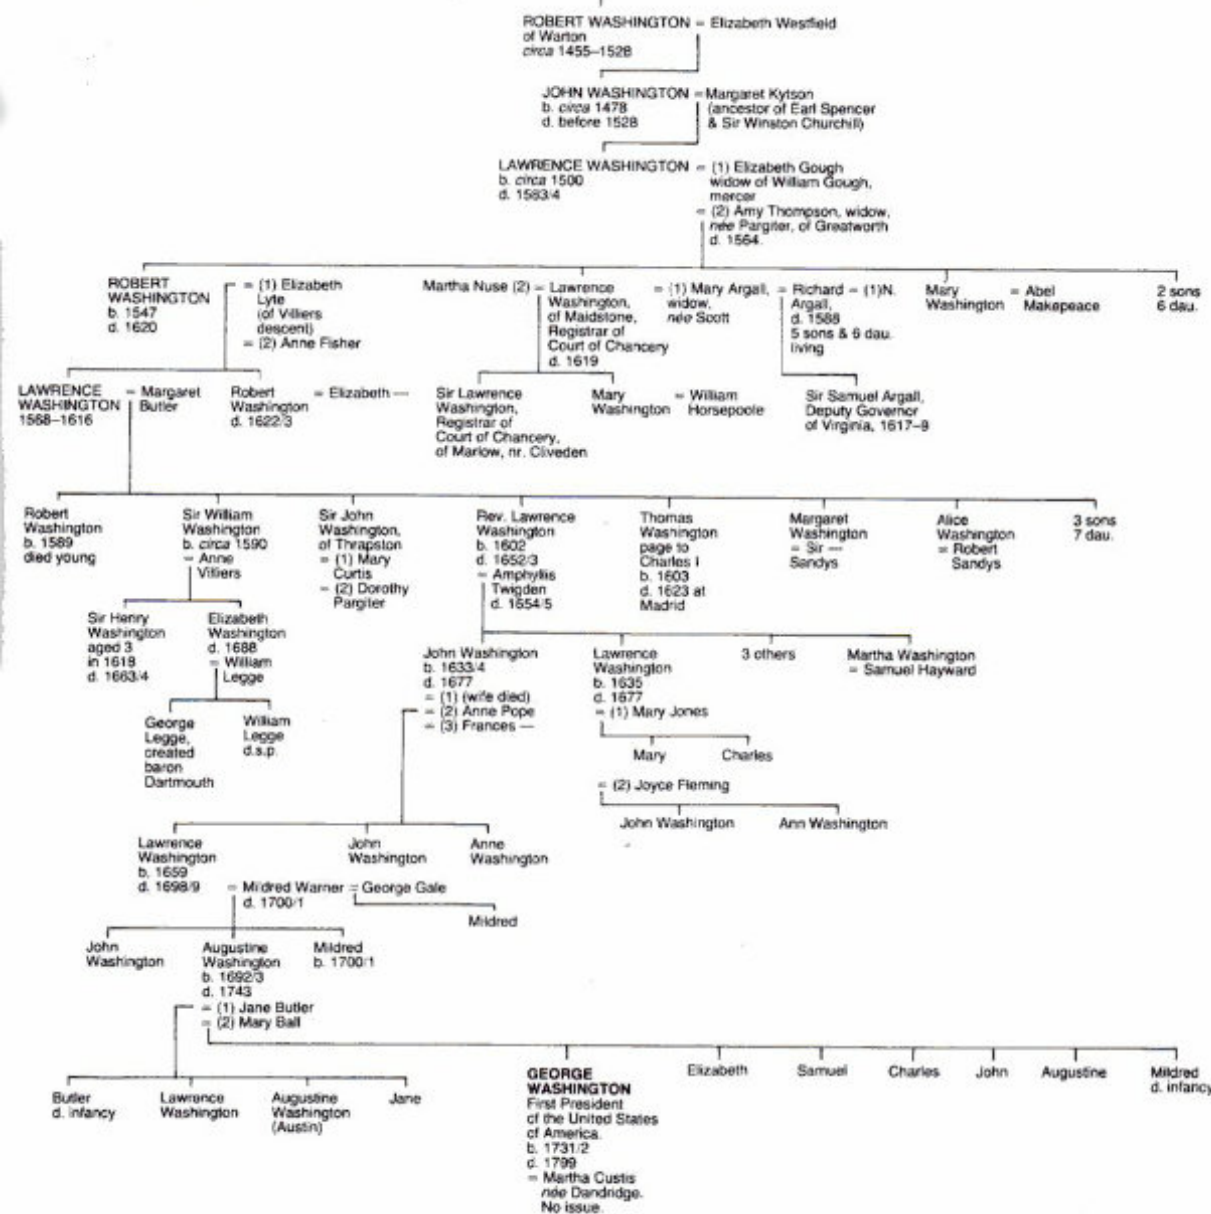 ROBERT WASHINGTON = Elizabeth Westfield
of Warton
circa 1455–1528
JOHN WASHINGTON = Margaret Kytson
b. circa 1478
d. before 1528
(ancestor of Earl Spencer
& Sir Winston Churchill)
LAWRENCE WASHINGTON
b. circa 1500
d. 1583/4
= (1) Elizabeth Gough
widow of William Gough,
mercer
= (2) Amy Thompson, widow,
née Pargiter, of Greatworth
d. 1564.
ROBERT
WASHINGTON
b. 1547
d. 1620
= (1) Elizabeth
Lyte
(of Villiers
descent)
= (2) Anne Fisher
Martha Nuse (2) = Lawrence
Washington,
of Maidstone,
Registrar of
Court of Chancery
d. 1619
= (1) Mary Argall,
widow,
née Scott
= Richard = (1)N.
Argall,
d. 1588
5 sons & 6 dau.
living
Mary
Washington
= Abel
Makepeace
2 sons
6 dau.
LAWRENCE
WASHINGTON
1568–1616
= Margaret
Butler
Robert
Washington
d. 1622/3
= Elizabeth —
Sir Lawrence
Washington,
Registrar of
Court of Chancery,
of Marlow, nr. Cliveden
Mary
Washington
= William
Horsepoole
Sir Samuel Argall,
Deputy Governor
of Virginia, 1617–9
Robert
Washington
b. 1589
died young
Sir William
Washington
b. circa 1590
= Anne
Villiers
Sir John
Washington,
of Thrapston
= (1) Mary
Curtis
= (2) Dorothy
Pargiter
Rev. Lawrence
Washington
b. 1602
d. 1652/3
= Amphyllis
Twigden
d. 1654/5
Thomas
Washington
page to
Charles I
b. 1603
d. 1623 at
Madrid
Margaret
Washington
= Sir —
Sandys
Alice
Washington
= Robert
Sandys
3 sons
7 dau.
Sir Henry
Washington
aged 3
in 1618
d. 1663/4
Elizabeth
Washington
d. 1688
= William
Legge
John Washington
b. 1633/4
d. 1677
= (1) (wife died)
= (2) Anne Pope
= (3) Frances —
Lawrence
Washington
b. 1635
d. 1677
= (1) Mary Jones
3 others
Martha Washington
= Samuel Hayward
George
Legge,
created
baron
Dartmouth
William
Legge
d.s.p.
Mary
Charles
= (2) Joyce Fleming
John Washington
Ann Washington
Lawrence
Washington
b. 1659
d. 1698/9
John
Washington
Anne
Washington
= Mildred Warner = George Gale
d. 1700/1
Mildred
John
Washington
Augustine
Washington
b. 1692/3
d. 1743
= (1) Jane Butler
= (2) Mary Ball
Mildred
b. 1700/1
Butler
d. infancy
Lawrence
Washington
Augustine
Washington
(Austin)
Jane
GEORGE
WASHINGTON
First President
of the United States
of America.
b. 1731/2
d. 1799
= Martha Custis
née Dandridge.
No issue.
Elizabeth
Samuel
Charles
John
Augustine
Mildred
d. infancy